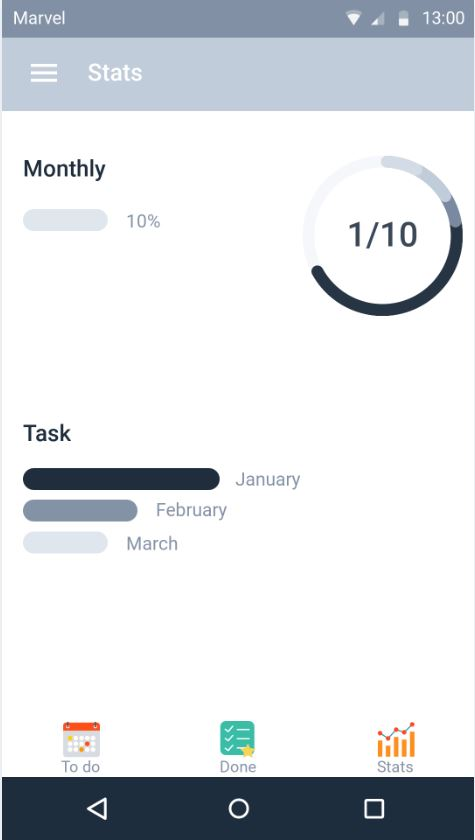 Marvel 13:00
Stats
Monthly
10%
1/10
Task
January
February
March
To do Done Stats